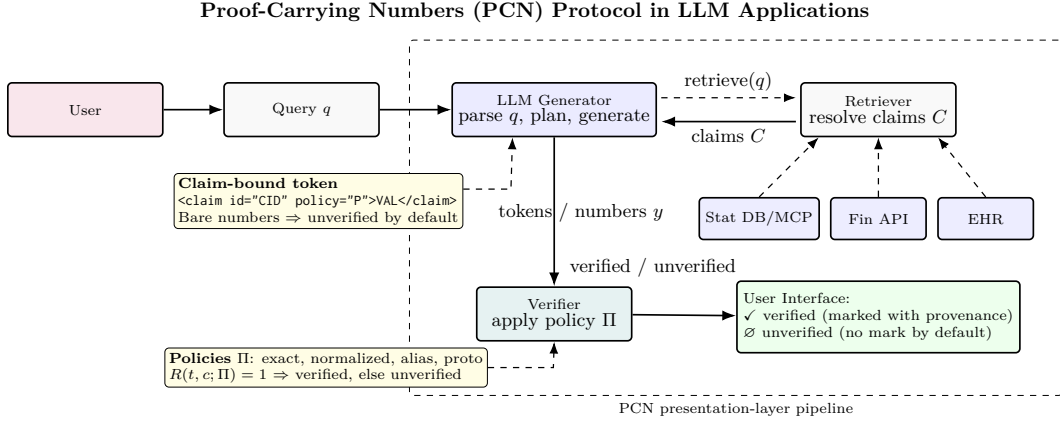 Proof-Carrying Numbers (PCN) Protocol in LLM Applications
User
Query q
LLM Generator
parse q, plan, generate
retrieve(q)
claims C
Retriever
resolve claims C
Claim-bound token
<claim id="CID" policy="P">VAL</claim>
Bare numbers ⇒ unverified by default
tokens / numbers y
Stat DB/MCP
Fin API
EHR
verified / unverified
Verifier
apply policy Π
User Interface:
✓ verified (marked with provenance)
∅ unverified (no mark by default)
Policies Π: exact, normalized, alias, proto
R(t, c; Π) = 1 ⇒ verified, else unverified
PCN presentation-layer pipeline